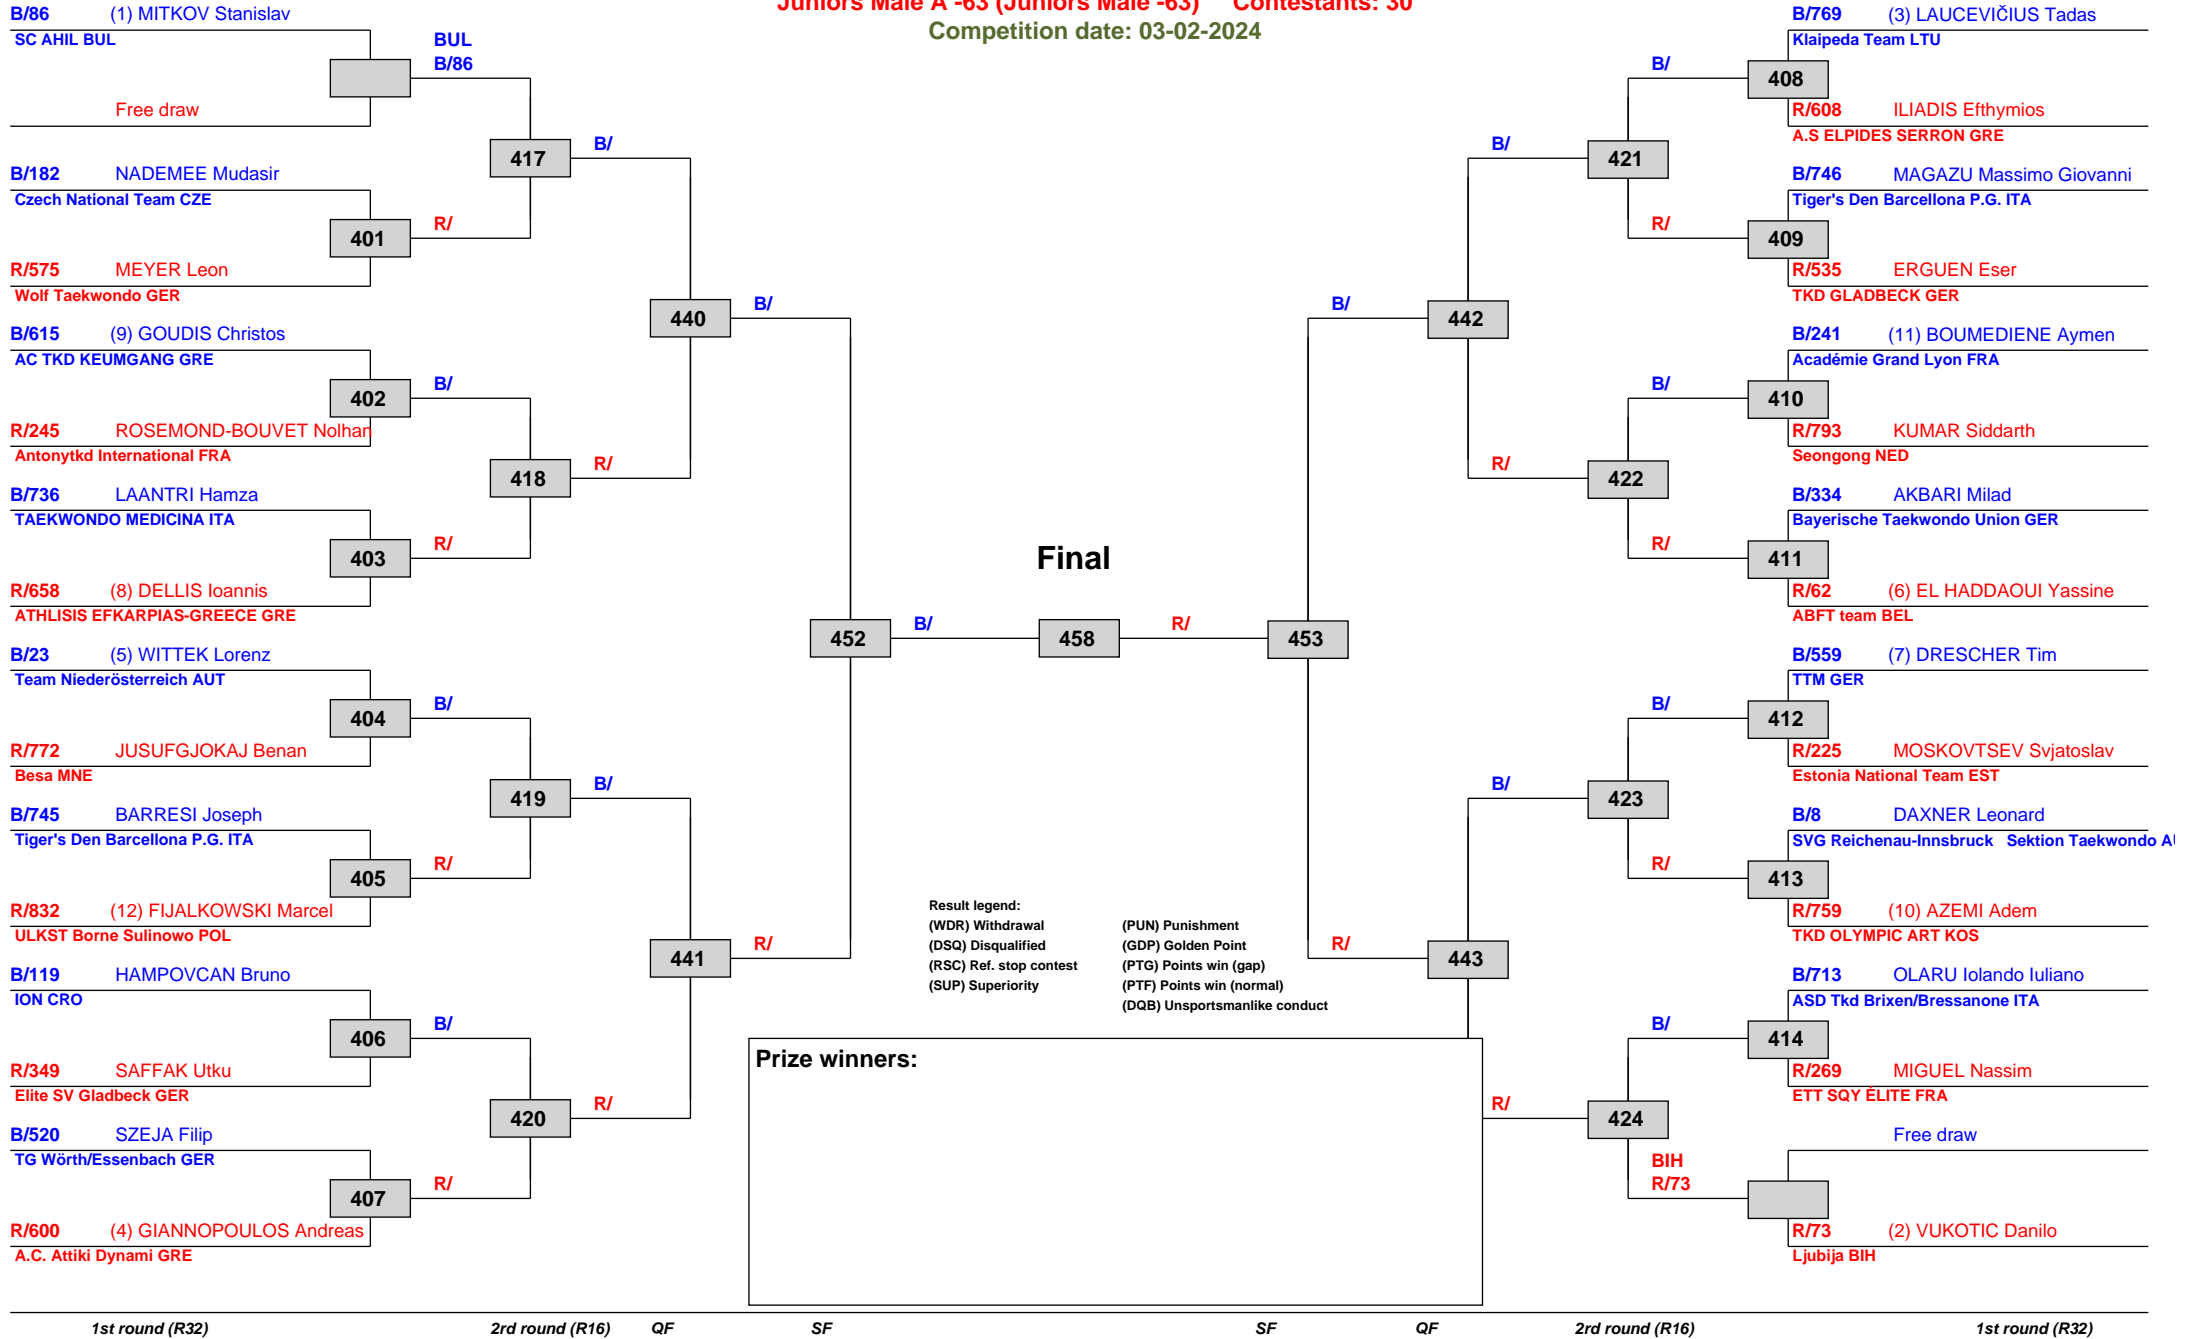 Juniors Male A -63 (Juniors Male -63) Contestants: 30
Competition date: 03-02-2024
B/86 (1) MITKOV Stanislav
SC AHIL BUL
BUL
B/86
Free draw
417
B/
B/182 NADEMEE Mudasir
Czech National Team CZE
401
R/
R/575 MEYER Leon
Wolf Taekwondo GER
440
B/
B/615 (9) GOUDIS Christos
AC TKD KEUMGANG GRE
402
B/
R/245 ROSEMOND-BOUVET Nolhan
Antonytkd International FRA
418
R/
B/736 LAANTRI Hamza
TAEKWONDO MEDICINA ITA
403
R/
R/658 (8) DELLIS Ioannis
ATHLISIS EFKARPIAS-GREECE GRE
452
B/
B/23 (5) WITTEK Lorenz
Team Niederösterreich AUT
404
B/
R/772 JUSUFGJOKAJ Benan
Besa MNE
419
B/
B/745 BARRESI Joseph
Tiger's Den Barcellona P.G. ITA
405
R/
R/832 (12) FIJALKOWSKI Marcel
ULKST Borne Sulinowo POL
441
R/
B/119 HAMPOVCAN Bruno
ION CRO
406
B/
R/349 SAFFAK Utku
Elite SV Gladbeck GER
420
R/
B/520 SZEJA Filip
TG Wörth/Essenbach GER
407
R/
R/600 (4) GIANNOPOULOS Andreas
A.C. Attiki Dynami GRE
Final
458
R/
453
B/769 (3) LAUCEVIČIUS Tadas
Klaipeda Team LTU
B/
408
R/608 ILIADIS Efthymios
A.S ELPIDES SERRON GRE
B/
421
B/746 MAGAZU Massimo Giovanni
Tiger's Den Barcellona P.G. ITA
R/
409
R/535 ERGUEN Eser
TKD GLADBECK GER
B/
442
B/241 (11) BOUMEDIENE Aymen
Académie Grand Lyon FRA
B/
410
R/793 KUMAR Siddarth
Seongong NED
R/
422
B/334 AKBARI Milad
Bayerische Taekwondo Union GER
R/
411
R/62 (6) EL HADDAOUI Yassine
ABFT team BEL
B/559 (7) DRESCHER Tim
TTM GER
B/
412
R/225 MOSKOVTSEV Svjatoslav
Estonia National Team EST
B/
423
B/8 DAXNER Leonard
SVG Reichenau-Innsbruck Sektion Taekwondo
R/
413
R/759 (10) AZEMI Adem
TKD OLYMPIC ART KOS
R/
443
B/713 OLARU Iolando Iuliano
ASD Tkd Brixen/Bressanone ITA
B/
414
R/269 MIGUEL Nassim
ETT SQY ÉLITE FRA
R/
424
Free draw
BIH
R/73
R/73 (2) VUKOTIC Danilo
Ljubija BIH
Result legend:
(WDR) Withdrawal (PUN) Punishment
(DSQ) Disqualified (GDP) Golden Point
(RSC) Ref. stop contest (PTG) Points win (gap)
(SUP) Superiority (PTF) Points win (normal)
(DQB) Unsportsmanlike conduct
Prize winners:
1st round (R32) 2rd round (R16) QF SF SF QF 2rd round (R16) 1st round (R32)